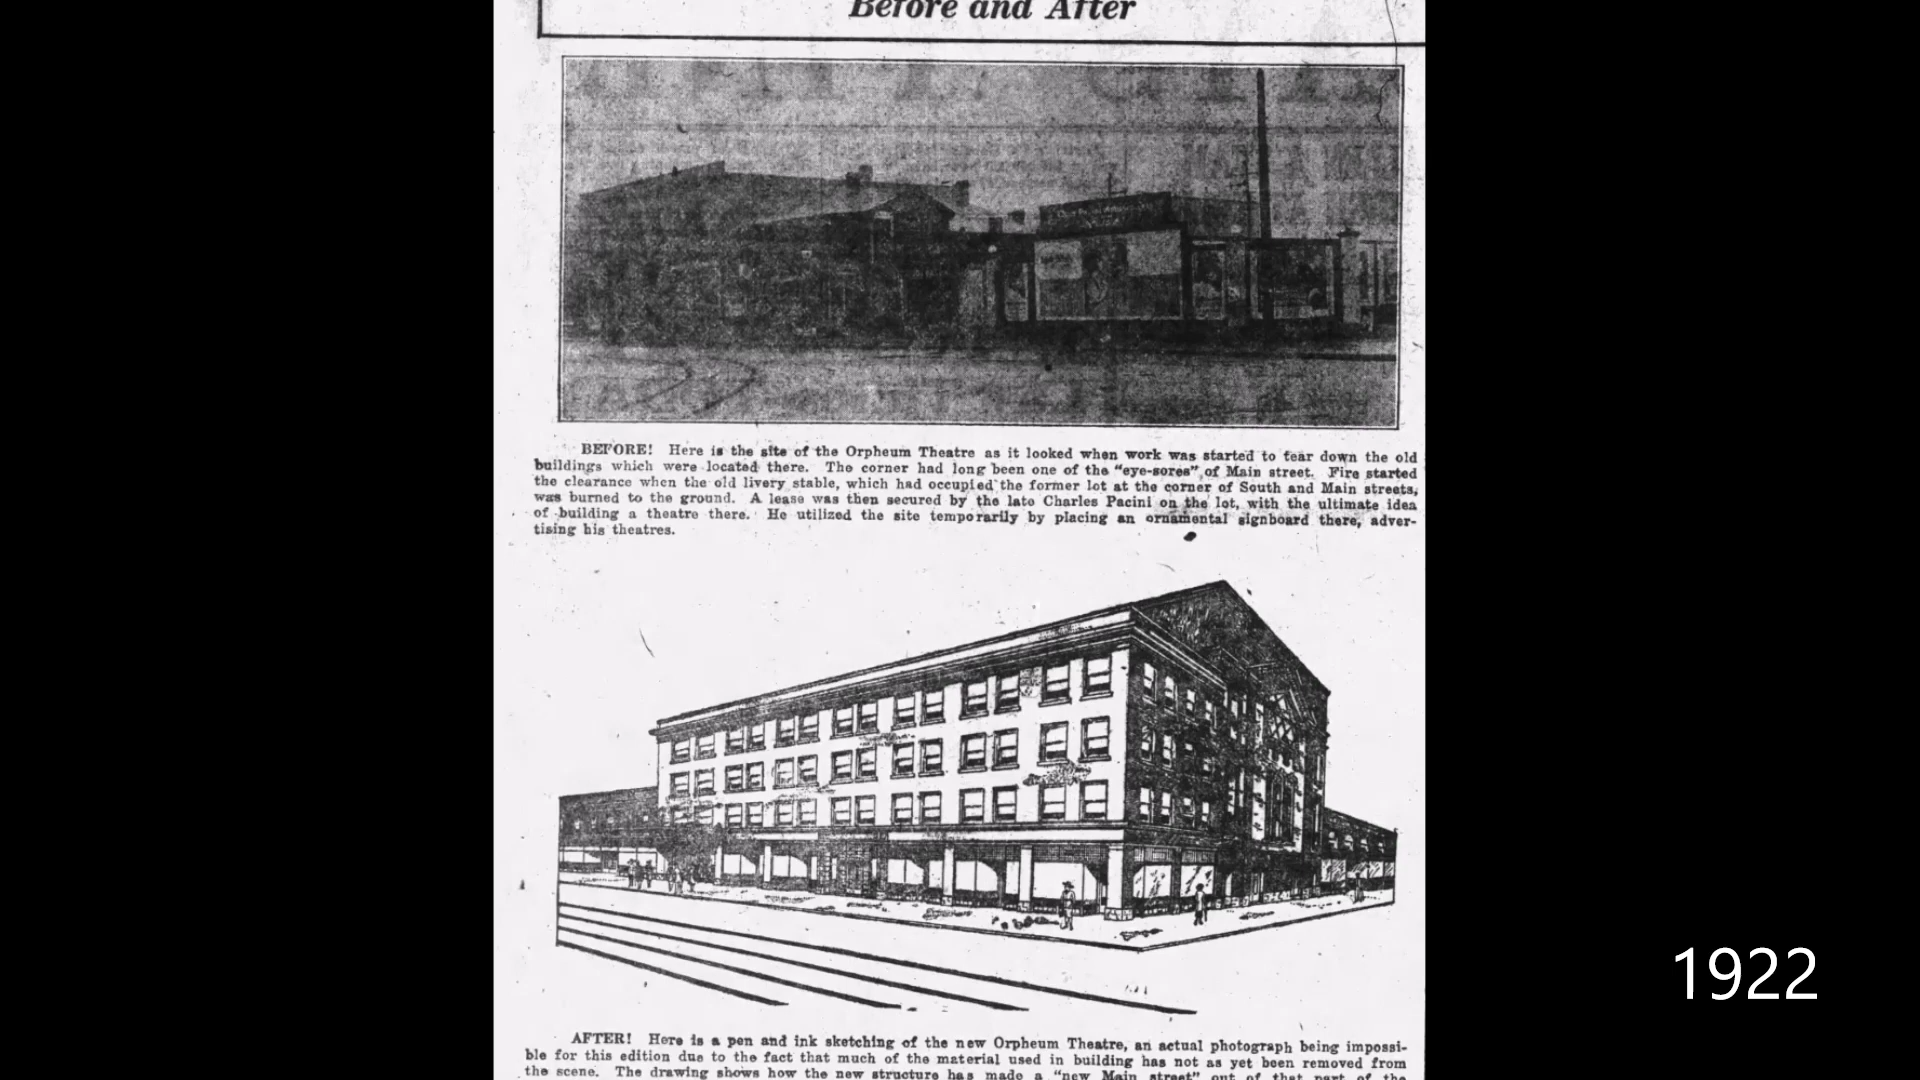 Before and After
BEFORE! Here is the site of the Orpheum Theatre as it looked when work was started to tear down the old
buildings which were located there. The corner had long been one of the "eye-sores" of Main street. Fire started
the clearance when the old livery stable, which had occupied the former lot at the corner of South and Main streets,
was burned to the ground. A lease was then secured by the late Charles Pacini on the lot, with the ultimate idea
of building a theatre there. He utilized the site temporarily by placing an ornamental signboard there, adver-
tising his theatres.
1922
AFTER! Here is a pen and ink sketching of the new Orpheum Theatre, an actual photograph being impossi-
ble for this edition due to the fact that much of the material used in building has not as yet been removed from
the scene. The drawing shows how the new structure has made a "new Main street" out of that part of the